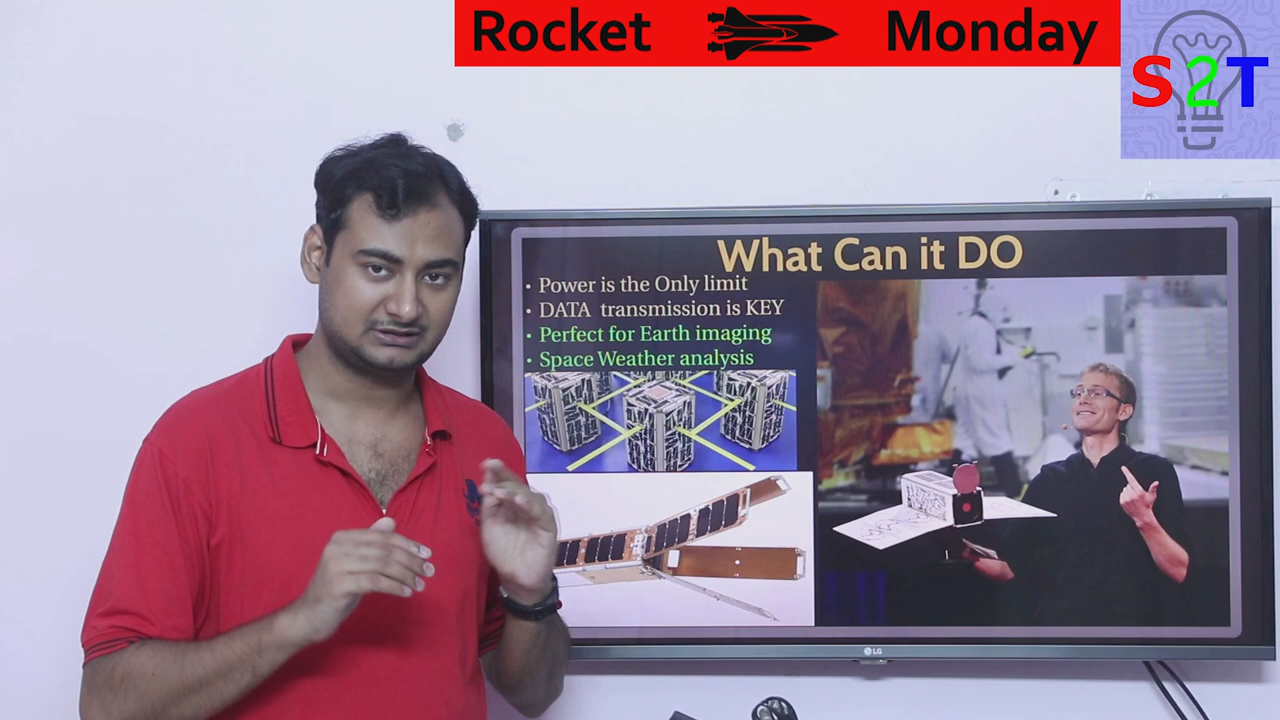 Rocket Monday
S2T
What Can it DO
• Power is the Only limit
• DATA transmission is KEY
• Perfect for Earth imaging
• Space Weather analysis
LG